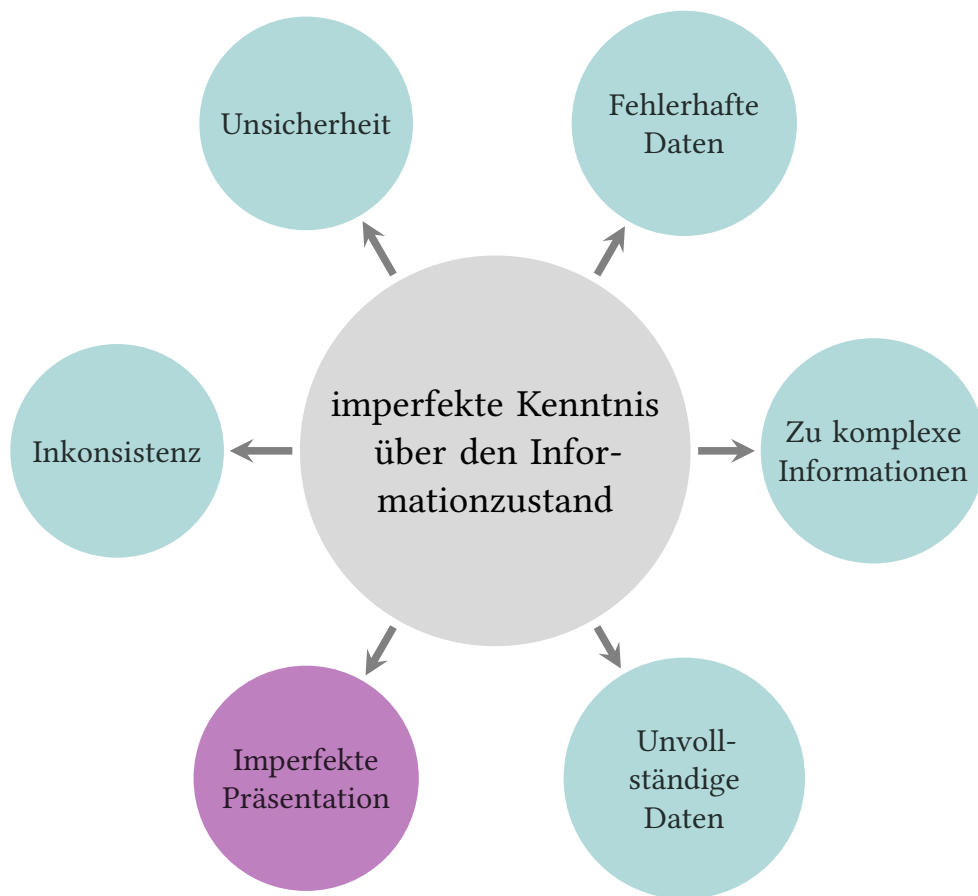 Unsicherheit
Fehlerhafte
Daten
imperfekte Kenntnis
über den Infor-
mationzustand
Inkonsistenz
Zu komplexe
Informationen
Imperfekte
Präsentation
Unvoll-
ständige
Daten